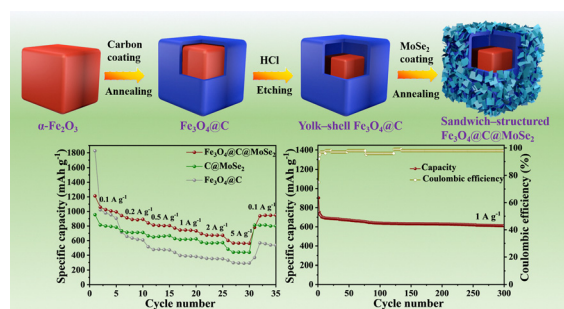 Carbon
coating
Annealing
HCl
Etching
MoSe₂
coating
Annealing
α-Fe₂O₃
Fe₃O₄@C
Yolk–shell Fe₃O₄@C
Sandwich–structured
Fe₃O₄@C@MoSe₂
Specific capacity (mAh g⁻¹)
1800
1600
1400
1200
1000
800
600
400
200
0
Fe₃O₄@C@MoSe₂
C@MoSe₂
Fe₃O₄@C
0.1 A g⁻¹
0.2 A g⁻¹
0.5 A g⁻¹
1 A g⁻¹
2 A g⁻¹
5 A g⁻¹
0.1 A g⁻¹
0 5 10 15 20 25 30 35
Cycle number
Specific capacity (mAh g⁻¹)
1400
1200
1000
800
600
400
200
0
Capacity
Coulombic efficiency
1 A g⁻¹
0 50 100 150 200 250 300
Cycle number
100
80
60
40
20
0
Coulombic efficiency (%)